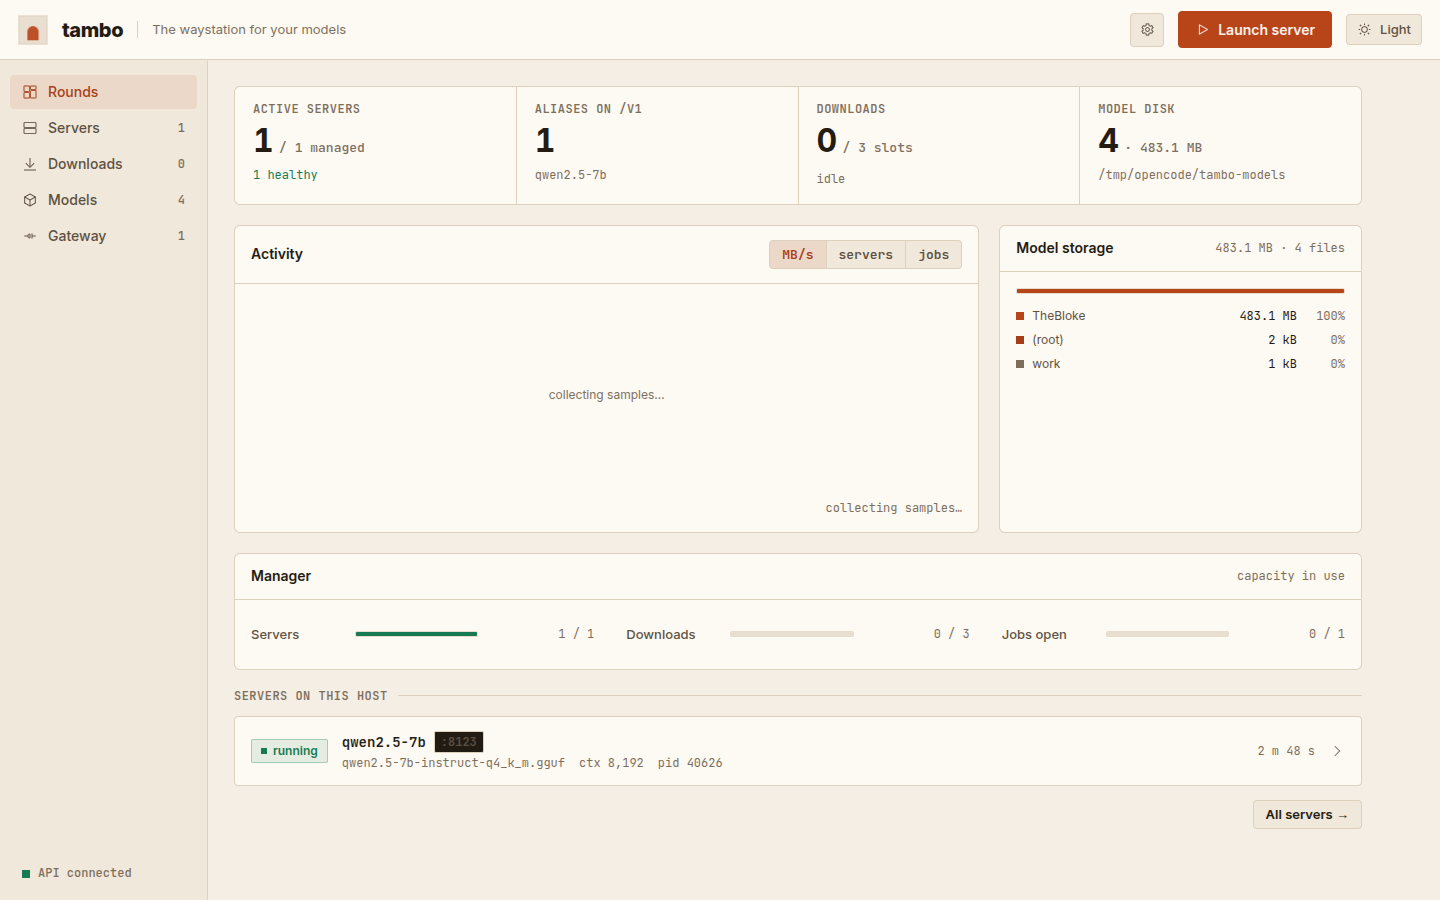 tambo
The waystation for your models
Launch server
Light
Rounds
Servers 1
Downloads 0
Models 4
Gateway 1
API connected
ACTIVE SERVERS
1 / 1 managed
1 healthy
ALIASES ON /V1
1
qwen2.5-7b
DOWNLOADS
0 / 3 slots
idle
MODEL DISK
4 · 483.1 MB
/tmp/opencode/tambo-models
Activity
MB/s servers jobs
collecting samples...
collecting samples…
Model storage 483.1 MB · 4 files
TheBloke 483.1 MB 100%
(root) 2 kB 0%
work 1 kB 0%
Manager capacity in use
Servers 1 / 1 Downloads 0 / 3 Jobs open 0 / 1
SERVERS ON THIS HOST
running
qwen2.5-7b :8123
qwen2.5-7b-instruct-q4_k_m.gguf ctx 8,192 pid 40626
2 m 48 s
All servers →